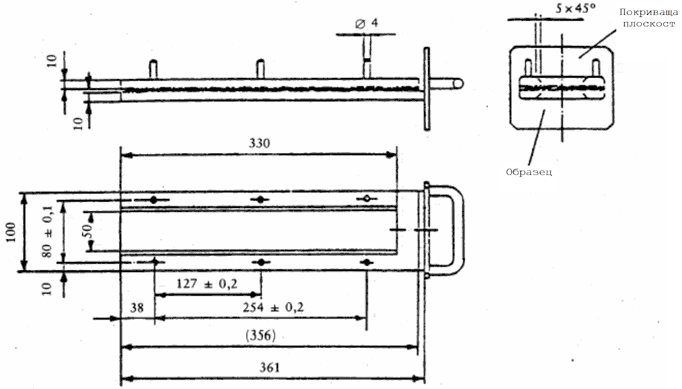 5×45°
Покриваща
плоскост
Ø 4
10
10
Образец
330
100
80 ± 0,1
50
10
127 ± 0,2
38
254 ± 0,2
(356)
361